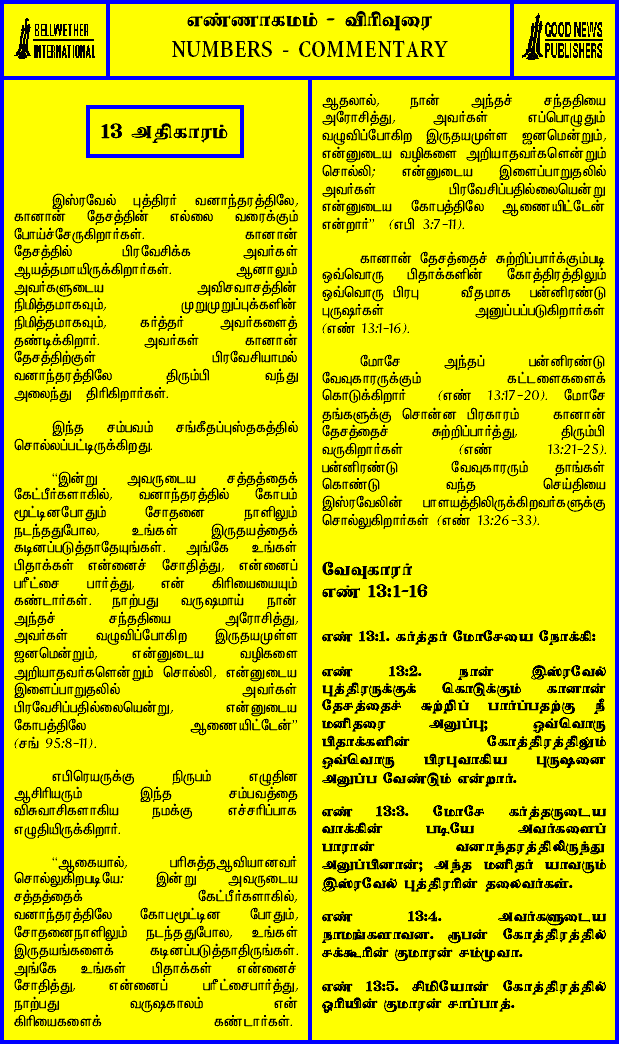 BELLWETHER
INTERNATIONAL
எண்ணாகமம் - விரிவுரை
NUMBERS - COMMENTARY
GOOD NEWS
PUBLISHERS
13 அதிகாரம்
இஸ்ரவேல் புத்திரர் வனாந்தரத்திலே,
கானான் தேசத்தின் எல்லை வரைக்கும்
போய்ச்சேருகிறார்கள். கானான்
தேசத்தில் பிரவேசிக்க அவர்கள்
ஆயத்தமாயிருக்கிறார்கள். ஆனாலும்
அவர்களுடைய அவிசவாசத்தின்
நிமித்தமாகவும், முறுமுறுப்புக்களின்
நிமித்தமாகவும், கர்த்தர் அவர்களைத்
தண்டிக்கிறார். அவர்கள் கானான்
தேசத்திற்குள் பிரவேசியாமல்
வனாந்தரத்திலே திரும்பி வந்து
அலைந்து திரிகிறார்கள்.
இந்த சம்பவம் சங்கீதப்புஸ்தகத்தில்
சொல்லப்பட்டிருக்கிறது.
“இன்று அவருடைய சத்தத்தைக்
கேட்பீர்களாகில், வனாந்தரத்தில் கோபம்
மூட்டினபோதும் சோதனை நாளிலும்
நடந்ததுபோல, உங்கள் இருதயத்தைக்
கடினப்படுத்தாதேயுங்கள். அங்கே உங்கள்
பிதாக்கள் என்னைச் சோதித்து, என்னைப்
பரீட்சை பார்த்து, என் கிரியையையும்
கண்டார்கள். நாற்பது வருஷமாய் நான்
அந்தச் சந்ததியை அரோசித்து,
அவர்கள் வழுவிப்போகிற இருதயமுள்ள
ஜனமென்றும், என்னுடைய வழிகளை
அறியாதவர்களென்றும் சொல்லி, என்னுடைய
இளைப்பாறுதலில் அவர்கள்
பிரவேசிப்பதில்லையென்று, என்னுடைய
கோபத்திலே ஆணையிட்டேன்”
(சங் 95:8-11).
எபிரெயருக்கு நிருபம் எழுதின
ஆசிரியரும் இந்த சம்பவத்தை
விசுவாசிகளாகிய நமக்கு எச்சரிப்பாக
எழுதியிருக்கிறார்.
“ஆகையால், பரிசுத்தஆவியானவர்
சொல்லுகிறபடியே: இன்று அவருடைய
சத்தத்தைக் கேட்பீர்களாகில்,
வனாந்தரத்திலே கோபமூட்டின போதும்,
சோதனைநாளிலும் நடந்ததுபோல, உங்கள்
இருதயங்களைக் கடினப்படுத்தாதிருங்கள்.
அங்கே உங்கள் பிதாக்கள் என்னைச்
சோதித்து, என்னைப் பரீட்சைபார்த்து,
நாற்பது வருஷகாலம் என்
கிரியைகளைக் கண்டார்கள்.
ஆதலால், நான் அந்தச் சந்ததியை
அரோசித்து, அவர்கள் எப்பொழுதும்
வழுவிப்போகிற இருதயமுள்ள ஜனமென்றும்,
என்னுடைய வழிகளை அறியாதவர்களென்றும்
சொல்லி; என்னுடைய இளைப்பாறுதலில்
அவர்கள் பிரவேசிப்பதில்லையென்று
என்னுடைய கோபத்திலே ஆணையிட்டேன்
என்றார்” (எபி 3:7-11).
கானான் தேசத்தைச் சுற்றிப்பார்க்கும்படி
ஒவ்வொரு பிதாக்களின் கோத்திரத்திலும்
ஒவ்வொரு பிரபு வீதமாக பன்னிரண்டு
புருஷர்கள் அனுப்பப்படுகிறார்கள்
(எண் 13:1-16).
மோசே அந்தப் பன்னிரண்டு
வேவுகாரருக்கும் கட்டளைகளைக்
கொடுக்கிறார் (எண் 13:17-20). மோசே
தங்களுக்கு சொன்ன பிரகாரம் கானான்
தேசத்தைச் சுற்றிப்பார்த்து, திரும்பி
வருகிறார்கள் (எண் 13:21-25).
பன்னிரண்டு வேவுகாரரும் தாங்கள்
கொண்டு வந்த செய்தியை
இஸ்ரவேலின் பாளயத்திலிருக்கிறவர்களுக்கு
சொல்லுகிறார்கள் (எண் 13:26-33).
வேவுகாரர்
எண் 13:1-16
எண் 13:1. கர்த்தர் மோசேயை நோக்கி:
எண் 13:2. நான் இஸ்ரவேல்
புத்திரருக்குக் கொடுக்கும் கானான்
தேசத்தைச் சுற்றிப் பார்ப்பதற்கு நீ
மனிதரை அனுப்பு; ஒவ்வொரு
பிதாக்களின் கோத்திரத்திலும்
ஒவ்வொரு பிரபுவாகிய புருஷனை
அனுப்ப வேண்டும் என்றார்.
எண் 13:3. மோசே கர்த்தருடைய
வாக்கின் படியே அவர்களைப்
பாரான் வனாந்தரத்திலிருந்து
அனுப்பினான்; அந்த மனிதர் யாவரும்
இஸ்ரவேல் புத்திரரின் தலைவர்கள்.
எண் 13:4. அவர்களுடைய
நாமங்களாவன. ரூபன் கோத்திரத்தில்
சக்கூரின் குமாரன் சம்முவா.
எண் 13:5. சிமியோன் கோத்திரத்தில்
ஓரியின் குமாரன் சாப்பாத்.